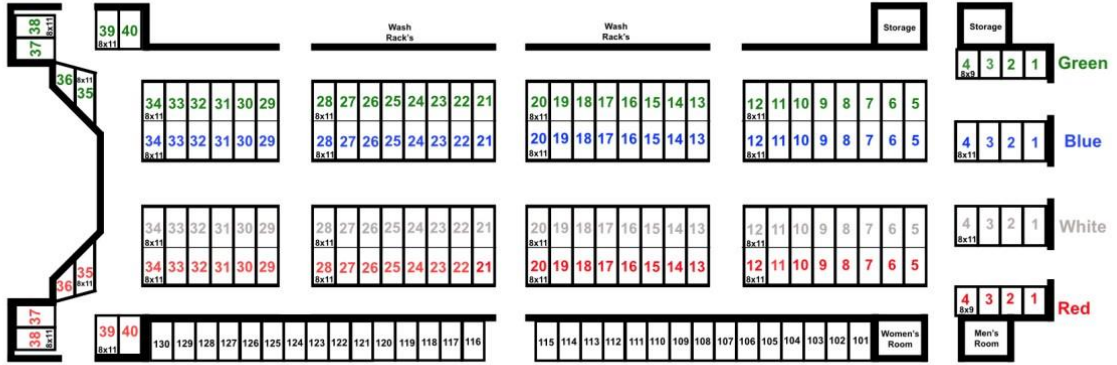 38 8x11 39 40 Wash Wash Storage Storage
37 8x11 Rack's Rack's
4 3 2 1 Green
8x9
36 8x11
35
34 33 32 31 30 29 28 27 26 25 24 23 22 21 20 19 18 17 16 15 14 13 12 11 10 9 8 7 6 5
8x11 8x11 8x11 8x11
34 33 32 31 30 29 28 27 26 25 24 23 22 21 20 19 18 17 16 15 14 13 12 11 10 9 8 7 6 5 4 3 2 1 Blue
8x11 8x11 8x11 8x11 8x11
34 33 32 31 30 29 28 27 26 25 24 23 22 21 20 19 18 17 16 15 14 13 12 11 10 9 8 7 6 5 4 3 2 1 White
8x11 8x11 8x11 8x11 8x11
34 33 32 31 30 29 28 27 26 25 24 23 22 21 20 19 18 17 16 15 14 13 12 11 10 9 8 7 6 5
8x11 8x11 8x11 8x11
35
36 8x11
4 3 2 1 Red
8x9
37 39 40
38 8x11 8x11 130 129 128 127 126 125 124 123 122 121 120 119 118 117 116 115 114 113 112 111 110 109 108 107 106 105 104 103 102 101 Women's Men's
Room Room